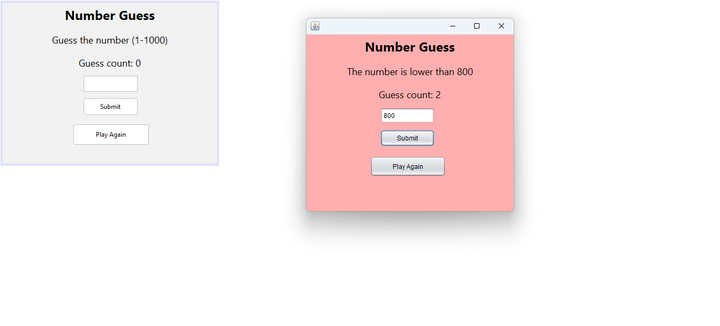 Number Guess
Guess the number (1-1000)
Guess count: 0
Submit
Play Again
Number Guess
The number is lower than 800
Guess count: 2
800
Submit
Play Again